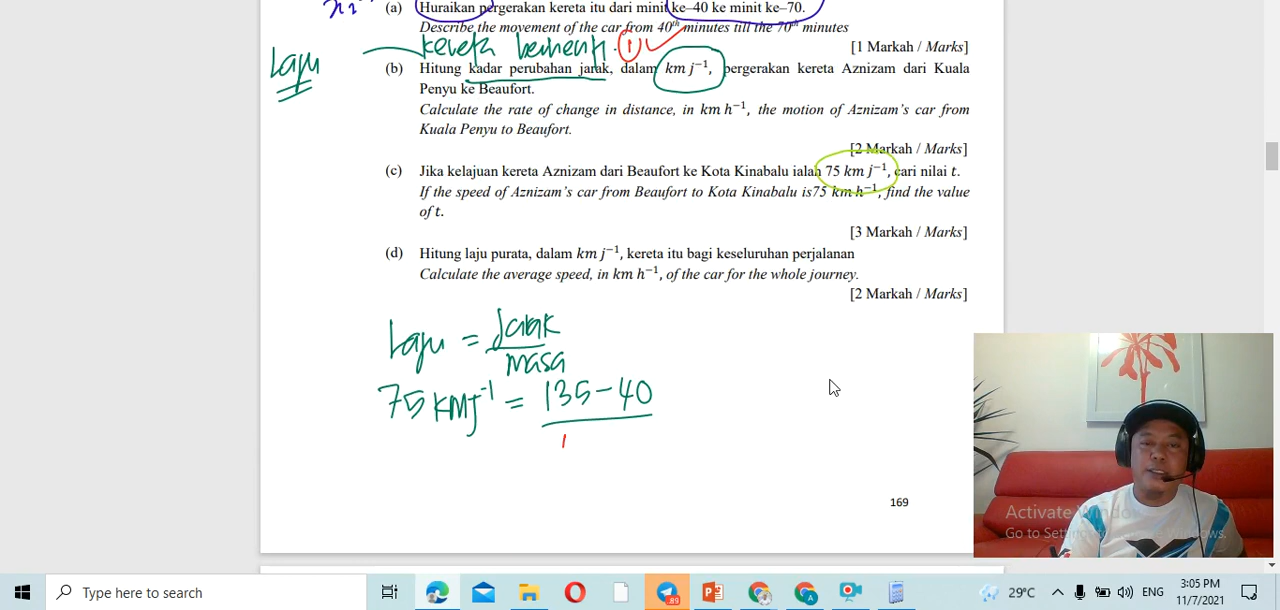 (a) Huraikan pergerakan kereta itu dari minit ke–40 ke minit ke–70.
Describe the movement of the car from 40th minutes till the 70th minutes
kereta berhenti. (1)
[1 Markah / Marks]
Laju
(b) Hitung kadar perubahan jarak, dalam km j⁻¹, pergerakan kereta Aznizam dari Kuala
Penyu ke Beaufort.
Calculate the rate of change in distance, in km h⁻¹, the motion of Aznizam's car from
Kuala Penyu to Beaufort.
[2 Markah / Marks]
(c) Jika kelajuan kereta Aznizam dari Beaufort ke Kota Kinabalu ialah 75 km j⁻¹, cari nilai t.
If the speed of Aznizam's car from Beaufort to Kota Kinabalu is75 km h⁻¹, find the value
of t.
[3 Markah / Marks]
(d) Hitung laju purata, dalam km j⁻¹, kereta itu bagi keseluruhan perjalanan
Calculate the average speed, in km h⁻¹, of the car for the whole journey.
[2 Markah / Marks]
Laju = Jarak
masa
75 kmj⁻¹ = 135 – 40
169
Activate Windo
Go to Sett Windows.
Type here to search
89
29°C
ENG
3:05 PM
11/7/2021